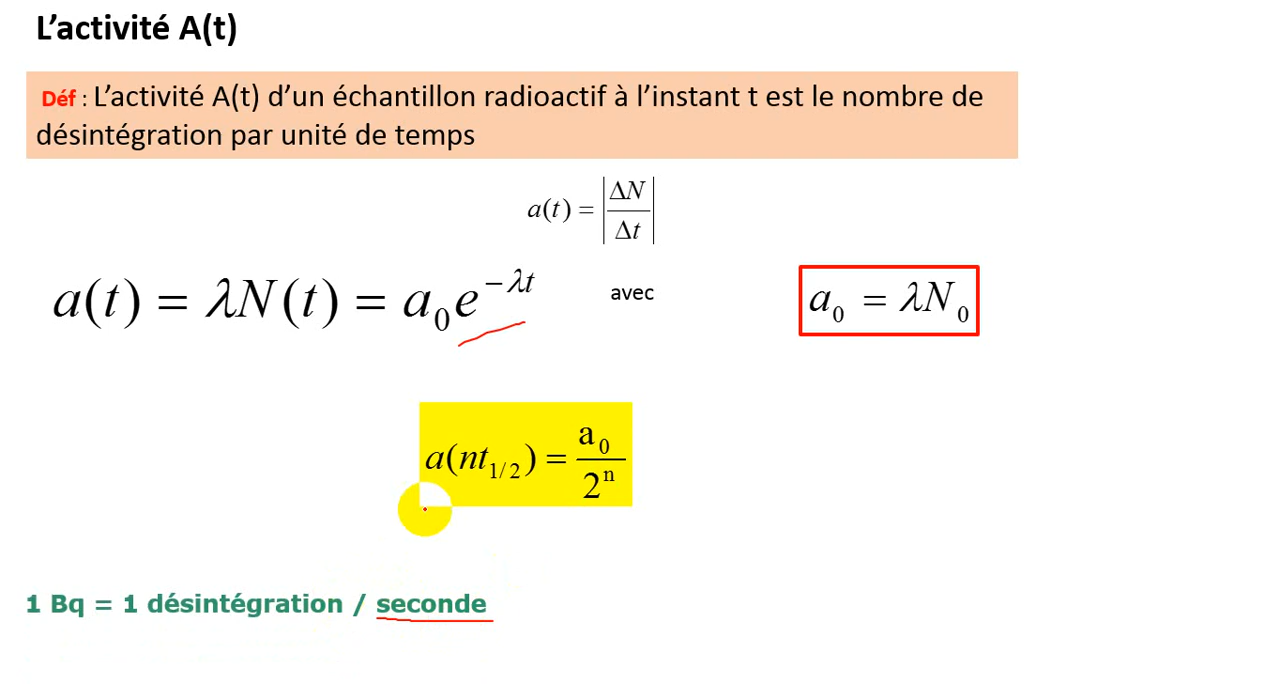 L’activité A(t)
Déf : L’activité A(t) d’un échantillon radioactif à l’instant t est le nombre de
désintégration par unité de temps
a(t) = |ΔN/Δt|
a(t) = λN(t) = a₀e^(−λt) avec a₀ = λN₀
a(nt₁/₂) = a₀/2ⁿ
1 Bq = 1 désintégration / seconde